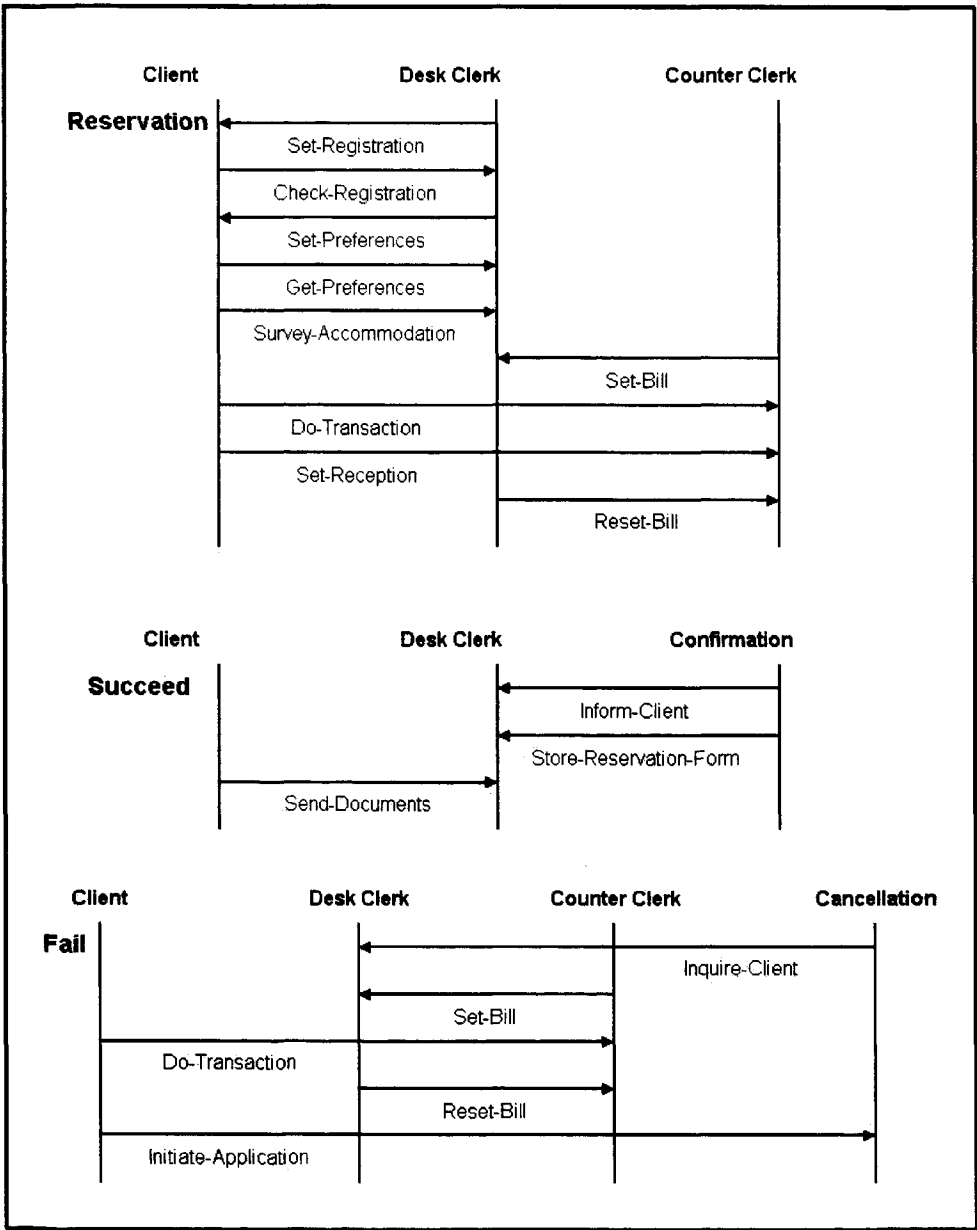 Client Desk Clerk Counter Clerk
Reservation
Set-Registration
Check-Registration
Set-Preferences
Get-Preferences
Survey-Accommodation
Set-Bill
Do-Transaction
Set-Reception
Reset-Bill
Client Desk Clerk Confirmation
Succeed
Inform-Client
Store-Reservation-Form
Send-Documents
Client Desk Clerk Counter Clerk Cancellation
Fail
Inquire-Client
Set-Bill
Do-Transaction
Reset-Bill
Initiate-Application